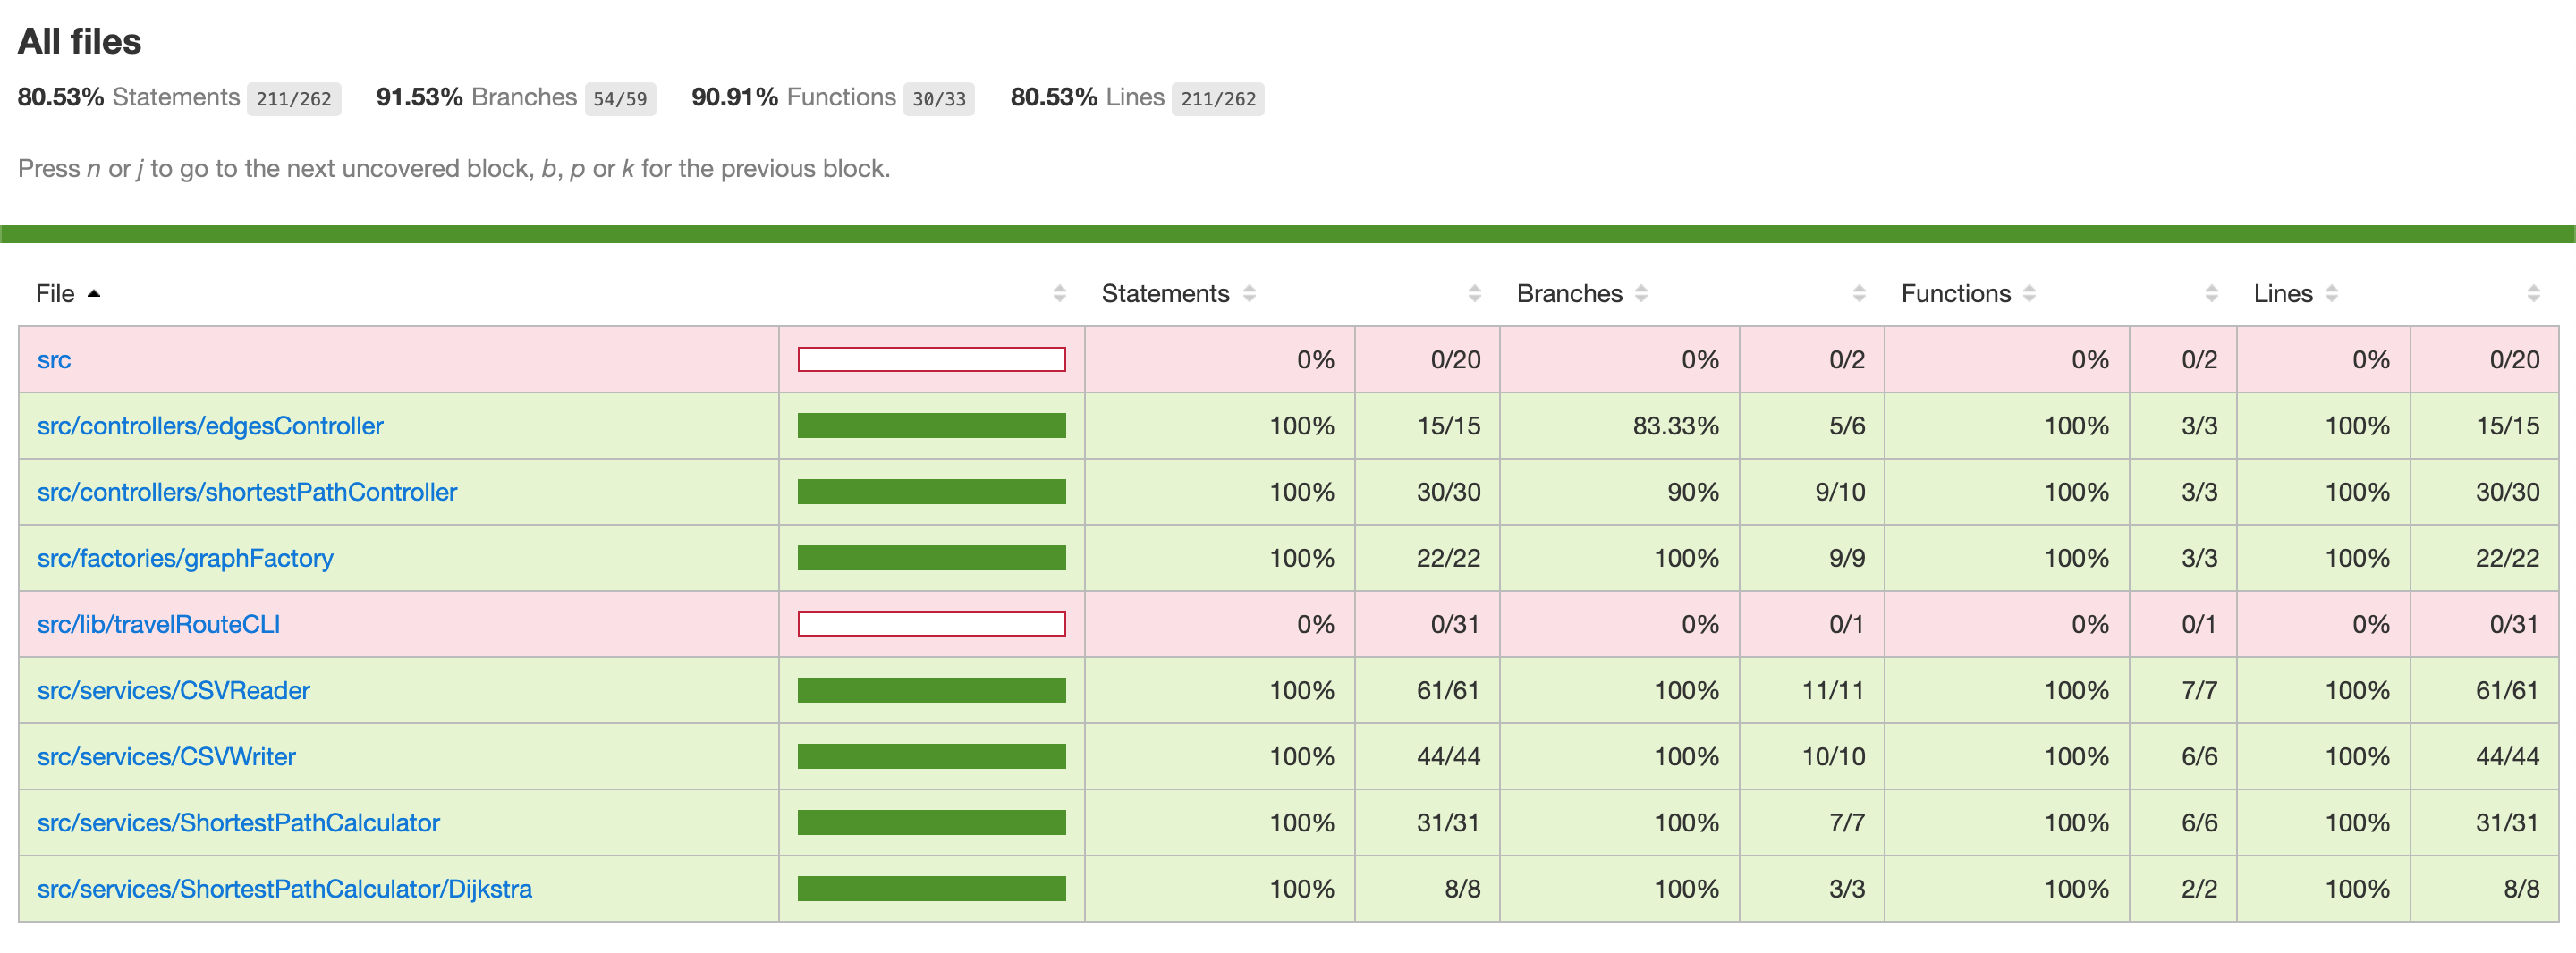 All files
80.53% Statements 211/262 91.53% Branches 54/59 90.91% Functions 30/33 80.53% Lines 211/262
Press n or j to go to the next uncovered block, b, p or k for the previous block.
File Statements Branches Functions Lines
src 0% 0/20 0% 0/2 0% 0/2 0% 0/20
src/controllers/edgesController 100% 15/15 83.33% 5/6 100% 3/3 100% 15/15
src/controllers/shortestPathController 100% 30/30 90% 9/10 100% 3/3 100% 30/30
src/factories/graphFactory 100% 22/22 100% 9/9 100% 3/3 100% 22/22
src/lib/travelRouteCLI 0% 0/31 0% 0/1 0% 0/1 0% 0/31
src/services/CSVReader 100% 61/61 100% 11/11 100% 7/7 100% 61/61
src/services/CSVWriter 100% 44/44 100% 10/10 100% 6/6 100% 44/44
src/services/ShortestPathCalculator 100% 31/31 100% 7/7 100% 6/6 100% 31/31
src/services/ShortestPathCalculator/Dijkstra 100% 8/8 100% 3/3 100% 2/2 100% 8/8